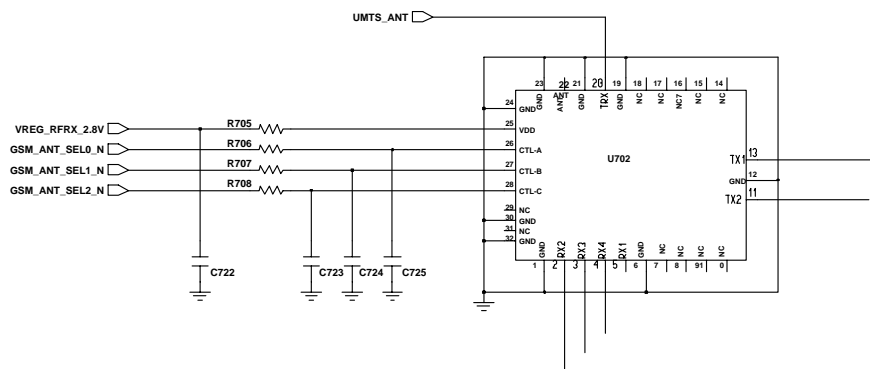 UMTS_ANT
23 22 21 20 19 18 17 16 15 14
GND ANT ANT GND TRX GND NC NC NC7 NC NC
24 GND
VREG_RFRX_2.8V R705 25 VDD
GSM_ANT_SEL0_N R706 26 CTL-A
GSM_ANT_SEL1_N R707 27 CTL-B
GSM_ANT_SEL2_N R708 28 CTL-C
U702
TX1 13
GND 12
TX2 11
29 NC
30 GND
31 NC
32 GND
GND RX2 RX3 RX4 RX1 GND NC NC NC NC
1 2 3 4 5 6 7 8 91 0
C722 C723 C724 C725